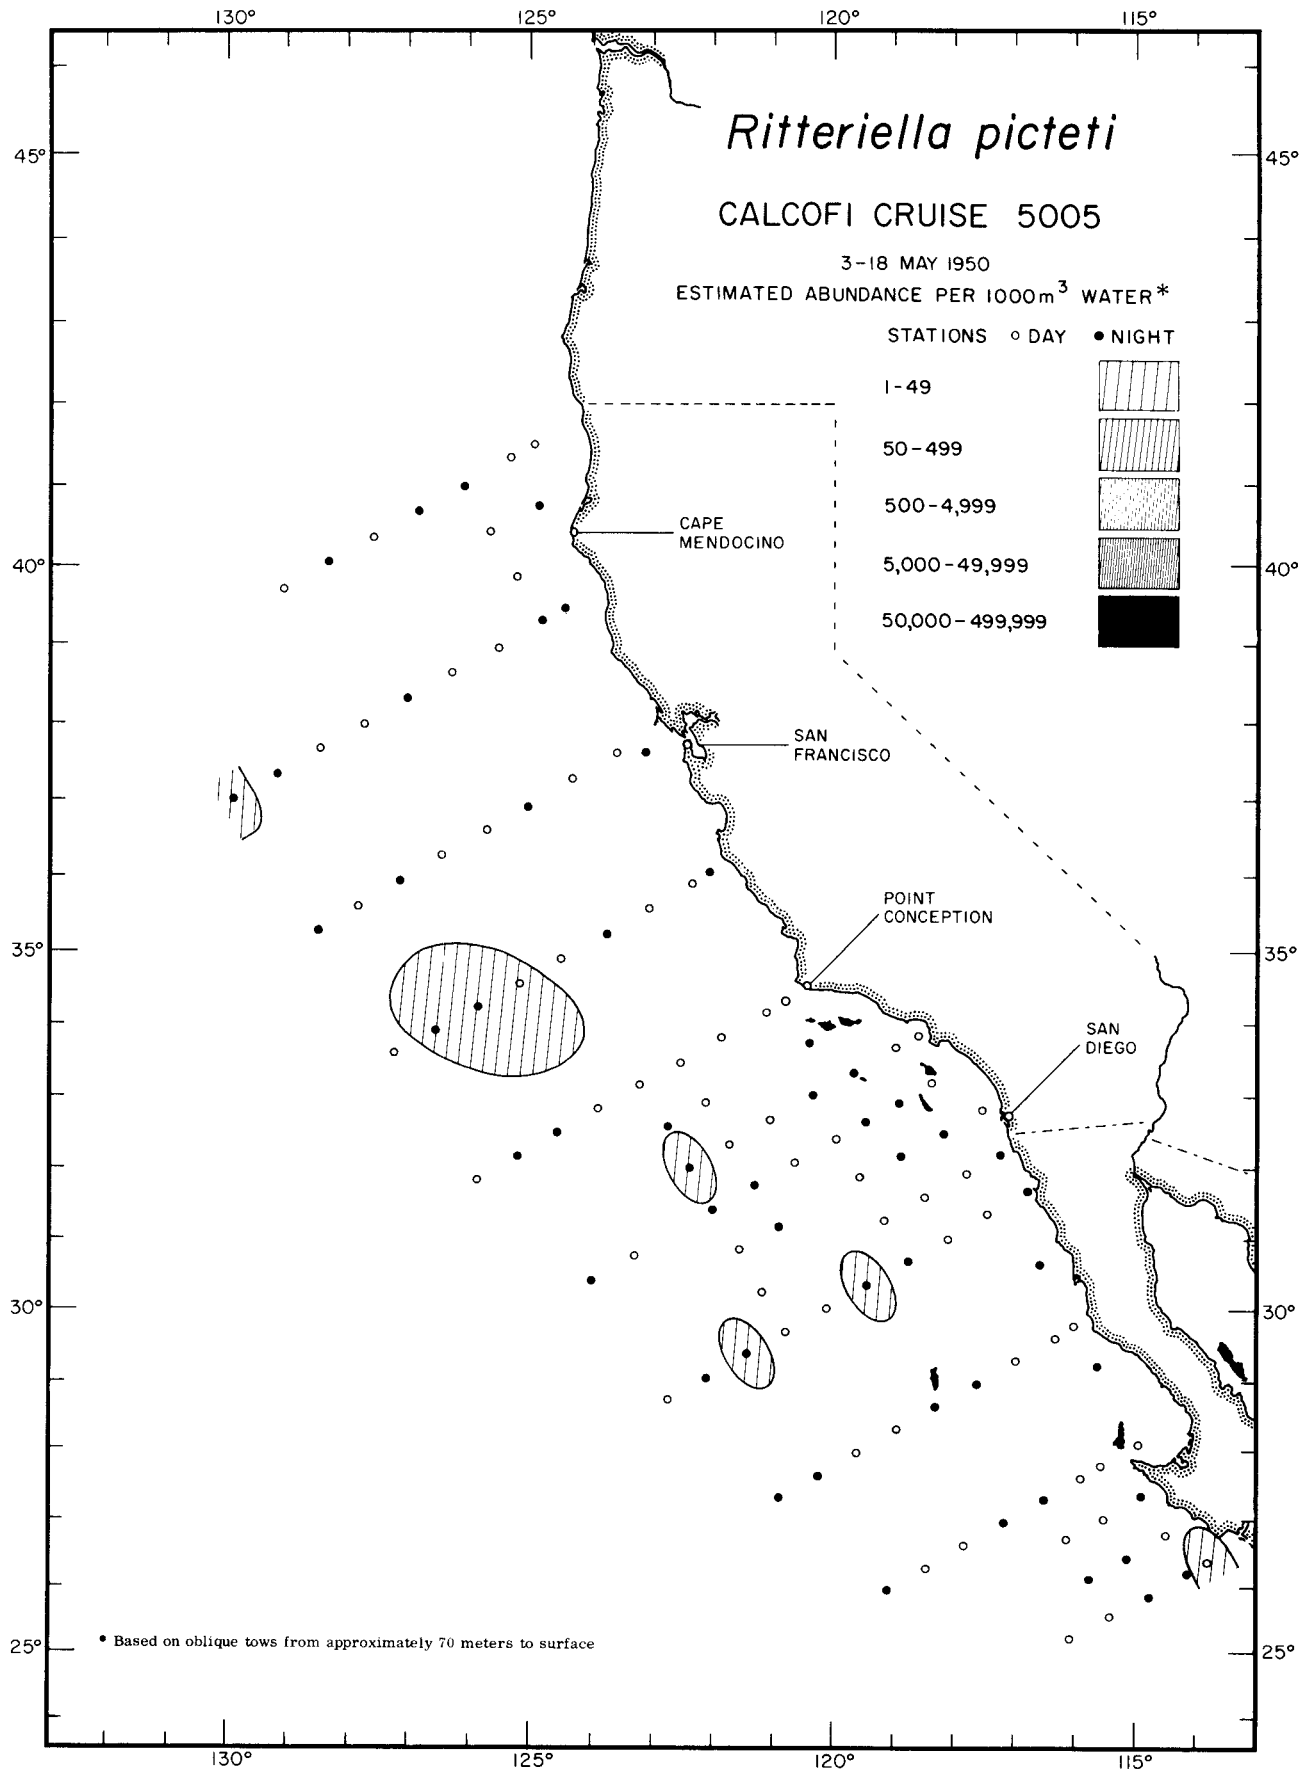 130° 125° 120° 115°
Ritteriella picteti
45° 45°
CALCOFI CRUISE 5005
3-18 MAY 1950
ESTIMATED ABUNDANCE PER 1000m³ WATER*
STATIONS ○ DAY ● NIGHT
1-49
50-499
500-4,999
CAPE
MENDOCINO
5,000-49,999
40° 40°
50,000-499,999
SAN
FRANCISCO
POINT
CONCEPTION
35° 35°
SAN
DIEGO
30° 30°
• Based on oblique tows from approximately 70 meters to surface
25° 25°
130° 125° 120° 115°